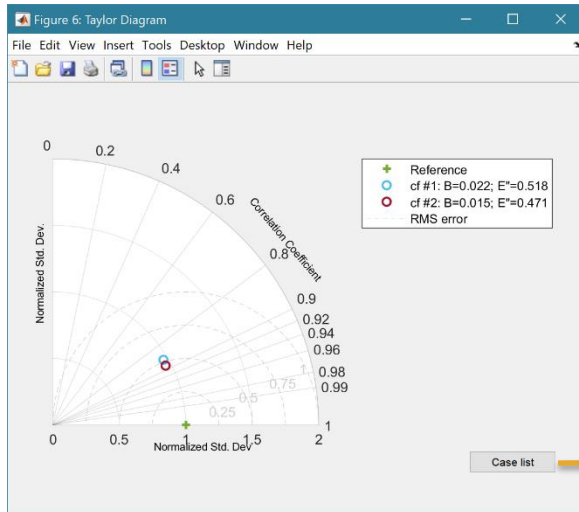 Figure 6: Taylor Diagram
File Edit View Insert Tools Desktop Window Help
0
0.2
0.4
0.6
Correlation Coefficient
0.8
0.9
0.92
0.94
0.96
0.98
0.99
1
Normalized Std. Dev.
1
0.75
0.5
0.25
0 0.5 1 1.5 2
Normalized Std. Dev
Reference
cf #1: B=0.022; E"=0.518
cf #2: B=0.015; E"=0.471
RMS error
Case list